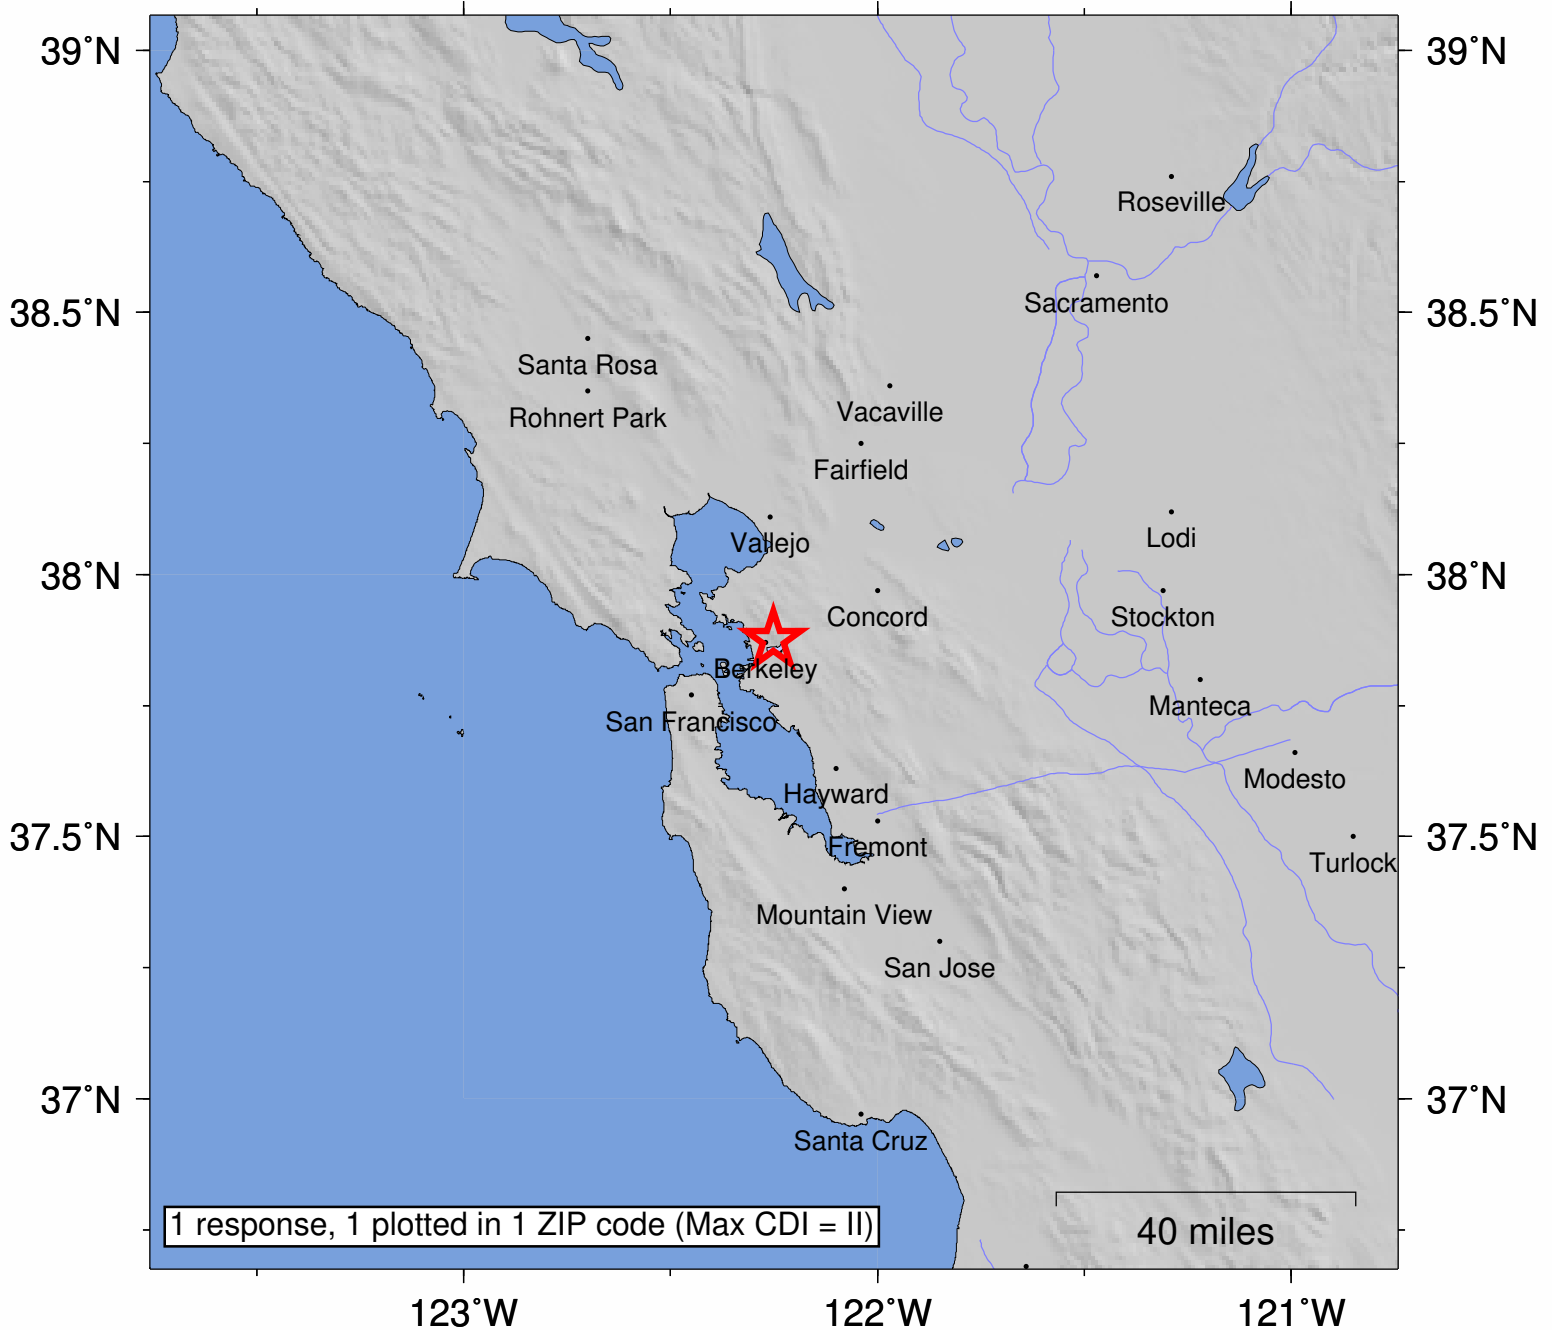 39˚N
39˚N
Roseville
Sacramento
38.5˚N
38.5˚N
Santa Rosa
Rohnert Park
Vacaville
Fairfield
Lodi
Vallejo
38˚N
38˚N
Concord
Stockton
Berkeley
Manteca
San Francisco
Modesto
Hayward
37.5˚N
37.5˚N
Fremont
Turlock
Mountain View
San Jose
37˚N
37˚N
Santa Cruz
1 response, 1 plotted in 1 ZIP code (Max CDI = II)
40 miles
123˚W
122˚W
121˚W